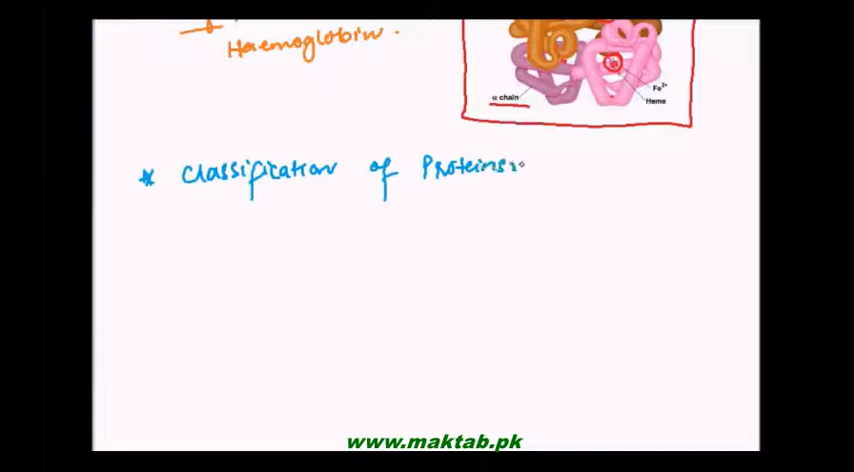 Haemoglobin.
Fe2+
α chain
Heme
* Classification of Proteins:
www.maktab.pk